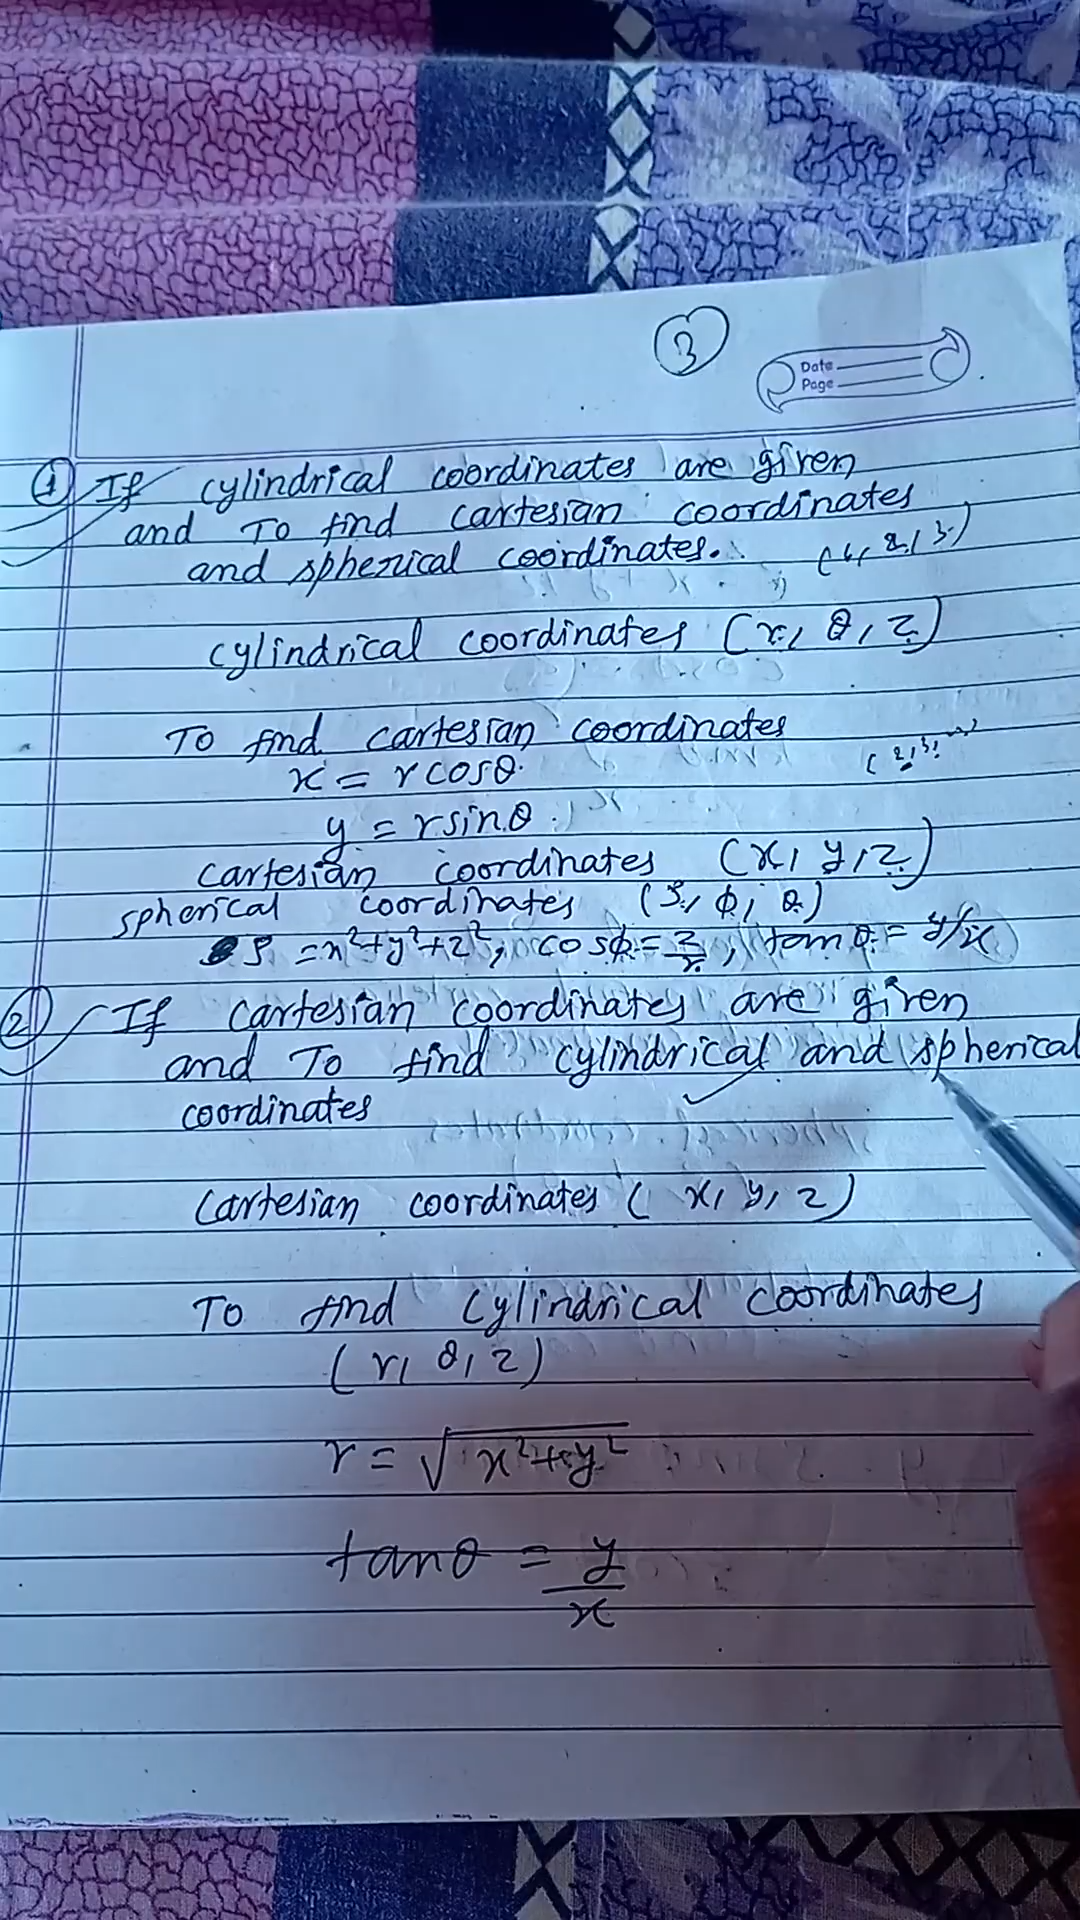 3
Date
Page
① If cylindrical coordinates are given
and To find cartesian coordinates
and spherical coordinates.
cylindrical coordinates (r, θ, z)
To find cartesian coordinates
x = r cosθ.
y = r sinθ.
cartesian coordinates (x, y, z)
spherical coordinates (ρ, φ, θ)
ρ = x²+y²+z², cosφ = z/r, tanθ = y/x
② If cartesian coordinates are given
and To find cylindrical and spherical
coordinates
Cartesian coordinates (x, y, z)
To find Cylindrical coordinates
(r, θ, z)
r = √x²+y²
tanθ = y/x